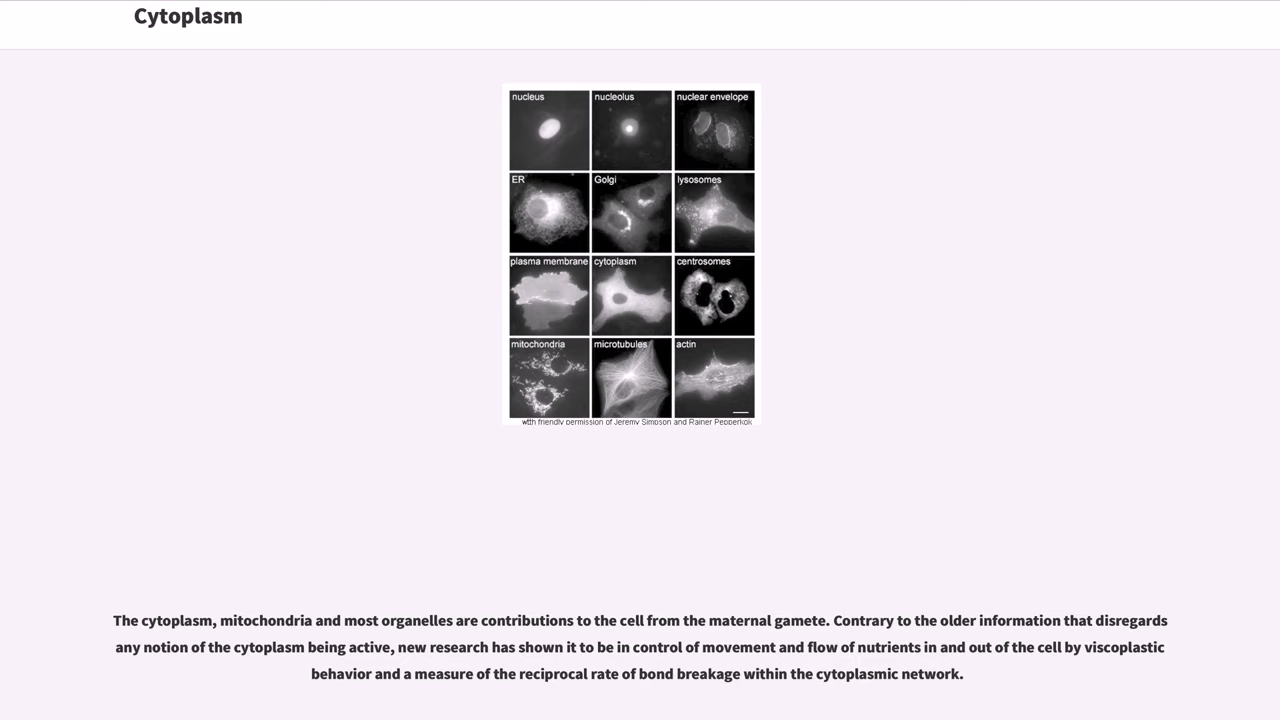 Cytoplasm
nucleus nucleolus nuclear envelope
ER Golgi lysosomes
plasma membrane cytoplasm centrosomes
mitochondria microtubules actin
with friendly permission of Jeremy Simpson and Rainer Pepperkok
The cytoplasm, mitochondria and most organelles are contributions to the cell from the maternal gamete. Contrary to the older information that disregards
any notion of the cytoplasm being active, new research has shown it to be in control of movement and flow of nutrients in and out of the cell by viscoplastic
behavior and a measure of the reciprocal rate of bond breakage within the cytoplasmic network.